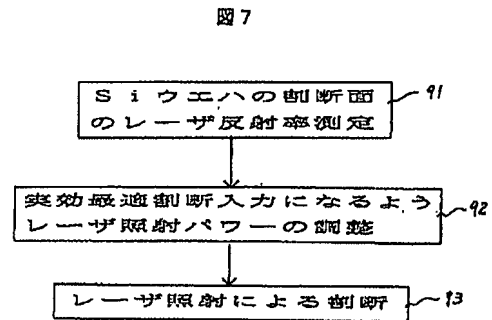 図7
Siウエハの割断面
のレーザ反射率測定
91
実効最適割断入力になるよう
レーザ照射パワーの調整
92
レーザ照射による割断
93